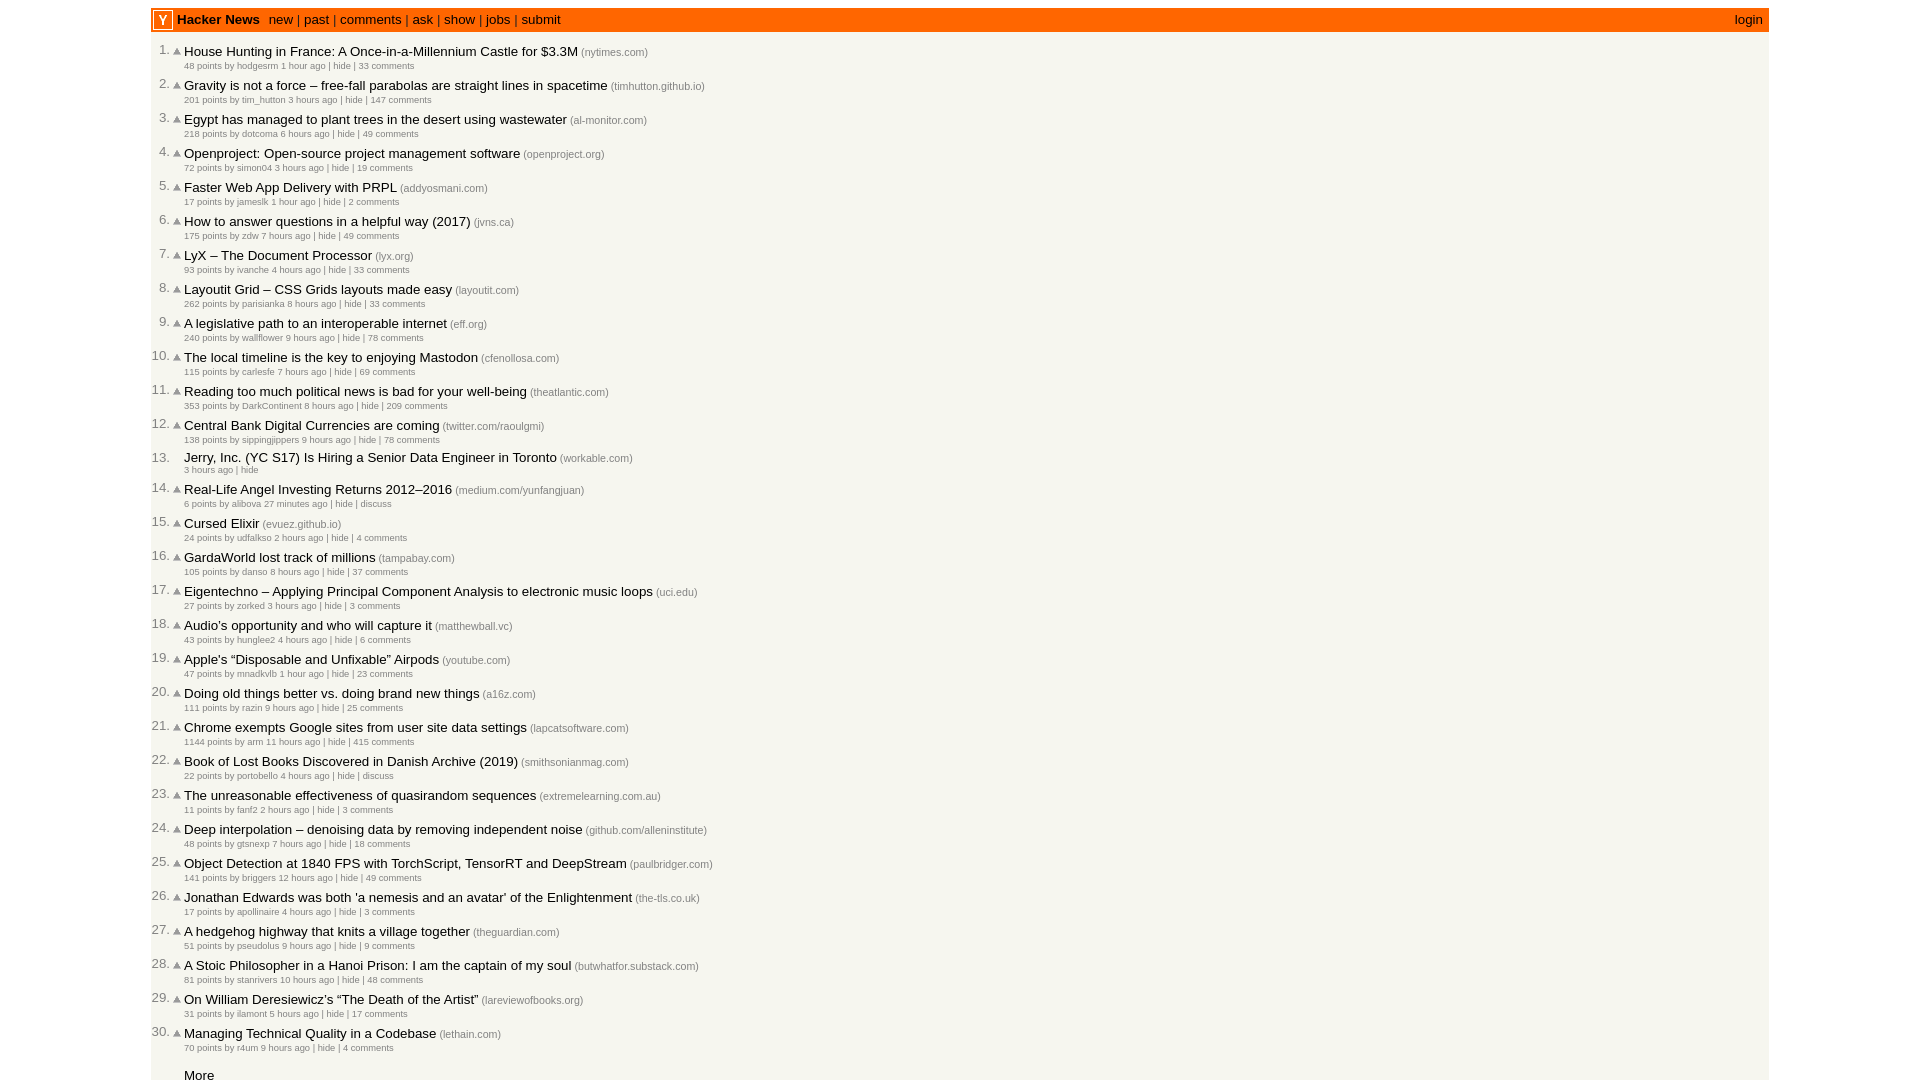 Y Hacker News new | past | comments | ask | show | jobs | submit login
1. House Hunting in France: A Once-in-a-Millennium Castle for $3.3M (nytimes.com)
48 points by hodgesrm 1 hour ago | hide | 33 comments
2. Gravity is not a force – free-fall parabolas are straight lines in spacetime (timhutton.github.io)
201 points by tim_hutton 3 hours ago | hide | 147 comments
3. Egypt has managed to plant trees in the desert using wastewater (al-monitor.com)
218 points by dotcoma 6 hours ago | hide | 49 comments
4. Openproject: Open-source project management software (openproject.org)
72 points by simon04 3 hours ago | hide | 19 comments
5. Faster Web App Delivery with PRPL (addyosmani.com)
17 points by jameslk 1 hour ago | hide | 2 comments
6. How to answer questions in a helpful way (2017) (jvns.ca)
175 points by zdw 7 hours ago | hide | 49 comments
7. LyX – The Document Processor (lyx.org)
93 points by ivanche 4 hours ago | hide | 33 comments
8. Layoutit Grid – CSS Grids layouts made easy (layoutit.com)
262 points by parisianka 8 hours ago | hide | 33 comments
9. A legislative path to an interoperable internet (eff.org)
240 points by wallflower 9 hours ago | hide | 78 comments
10. The local timeline is the key to enjoying Mastodon (cfenollosa.com)
115 points by carlesfe 7 hours ago | hide | 69 comments
11. Reading too much political news is bad for your well-being (theatlantic.com)
353 points by DarkContinent 8 hours ago | hide | 209 comments
12. Central Bank Digital Currencies are coming (twitter.com/raoulgmi)
138 points by sippingjippers 9 hours ago | hide | 78 comments
13. Jerry, Inc. (YC S17) Is Hiring a Senior Data Engineer in Toronto (workable.com)
3 hours ago | hide
14. Real-Life Angel Investing Returns 2012–2016 (medium.com/yunfangjuan)
6 points by alibova 27 minutes ago | hide | discuss
15. Cursed Elixir (evuez.github.io)
24 points by udfalkso 2 hours ago | hide | 4 comments
16. GardaWorld lost track of millions (tampabay.com)
105 points by danso 8 hours ago | hide | 37 comments
17. Eigentechno – Applying Principal Component Analysis to electronic music loops (uci.edu)
27 points by zorked 3 hours ago | hide | 3 comments
18. Audio’s opportunity and who will capture it (matthewball.vc)
43 points by hunglee2 4 hours ago | hide | 6 comments
19. Apple's “Disposable and Unfixable” Airpods (youtube.com)
47 points by mnadkvlb 1 hour ago | hide | 23 comments
20. Doing old things better vs. doing brand new things (a16z.com)
111 points by razin 9 hours ago | hide | 25 comments
21. Chrome exempts Google sites from user site data settings (lapcatsoftware.com)
1144 points by arm 11 hours ago | hide | 415 comments
22. Book of Lost Books Discovered in Danish Archive (2019) (smithsonianmag.com)
22 points by portobello 4 hours ago | hide | discuss
23. The unreasonable effectiveness of quasirandom sequences (extremelearning.com.au)
11 points by fanf2 2 hours ago | hide | 3 comments
24. Deep interpolation – denoising data by removing independent noise (github.com/alleninstitute)
48 points by gtsnexp 7 hours ago | hide | 18 comments
25. Object Detection at 1840 FPS with TorchScript, TensorRT and DeepStream (paulbridger.com)
141 points by briggers 12 hours ago | hide | 49 comments
26. Jonathan Edwards was both 'a nemesis and an avatar' of the Enlightenment (the-tls.co.uk)
17 points by apollinaire 4 hours ago | hide | 3 comments
27. A hedgehog highway that knits a village together (theguardian.com)
51 points by pseudolus 9 hours ago | hide | 9 comments
28. A Stoic Philosopher in a Hanoi Prison: I am the captain of my soul (butwhatfor.substack.com)
81 points by stanrivers 10 hours ago | hide | 48 comments
29. On William Deresiewicz’s “The Death of the Artist” (lareviewofbooks.org)
31 points by ilamont 5 hours ago | hide | 17 comments
30. Managing Technical Quality in a Codebase (lethain.com)
70 points by r4um 9 hours ago | hide | 4 comments
More